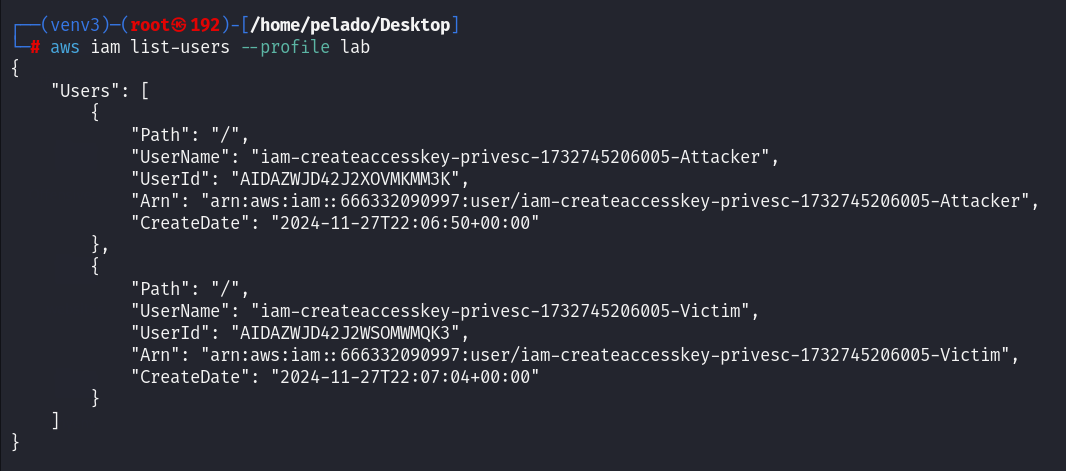 ┌──(venv3)─(root㉿192)-[/home/pelado/Desktop]
└─# aws iam list-users --profile lab
{
    "Users": [
        {
            "Path": "/",
            "UserName": "iam-createaccesskey-privesc-1732745206005-Attacker",
            "UserId": "AIDAZWJD42J2XOVMKMM3K",
            "Arn": "arn:aws:iam::666332090997:user/iam-createaccesskey-privesc-1732745206005-Attacker",
            "CreateDate": "2024-11-27T22:06:50+00:00"
        },
        {
            "Path": "/",
            "UserName": "iam-createaccesskey-privesc-1732745206005-Victim",
            "UserId": "AIDAZWJD42J2WSOMWMQK3",
            "Arn": "arn:aws:iam::666332090997:user/iam-createaccesskey-privesc-1732745206005-Victim",
            "CreateDate": "2024-11-27T22:07:04+00:00"
        }
    ]
}